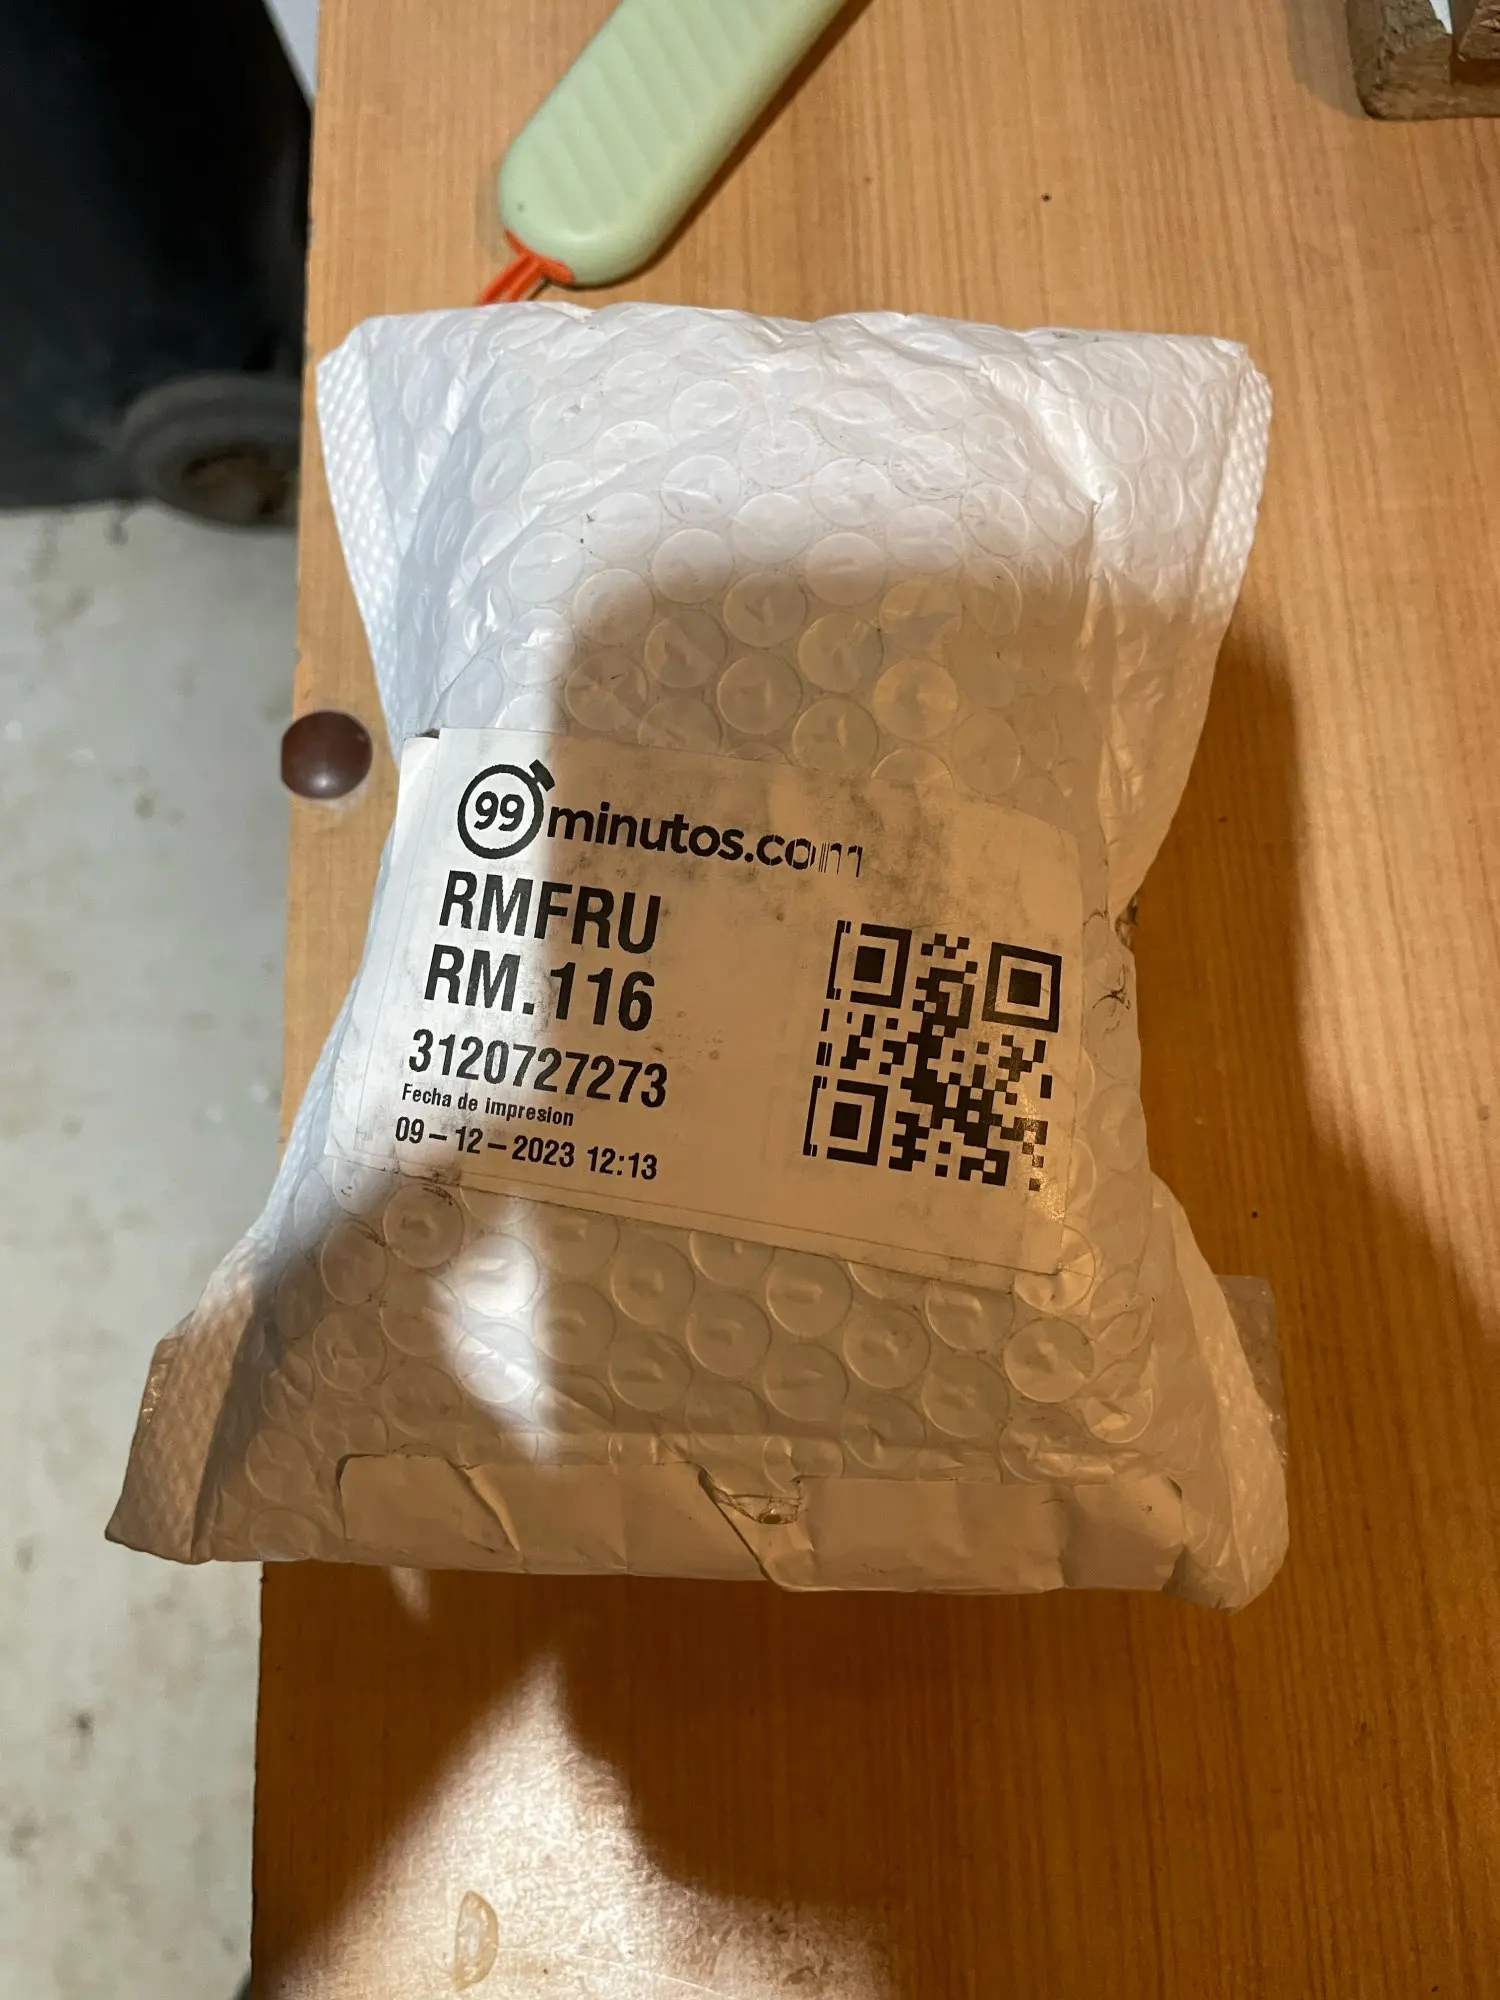 99minutos.com
RMFRU
RM.116
3120727273
Fecha de impresion
09-12-2023 12:13